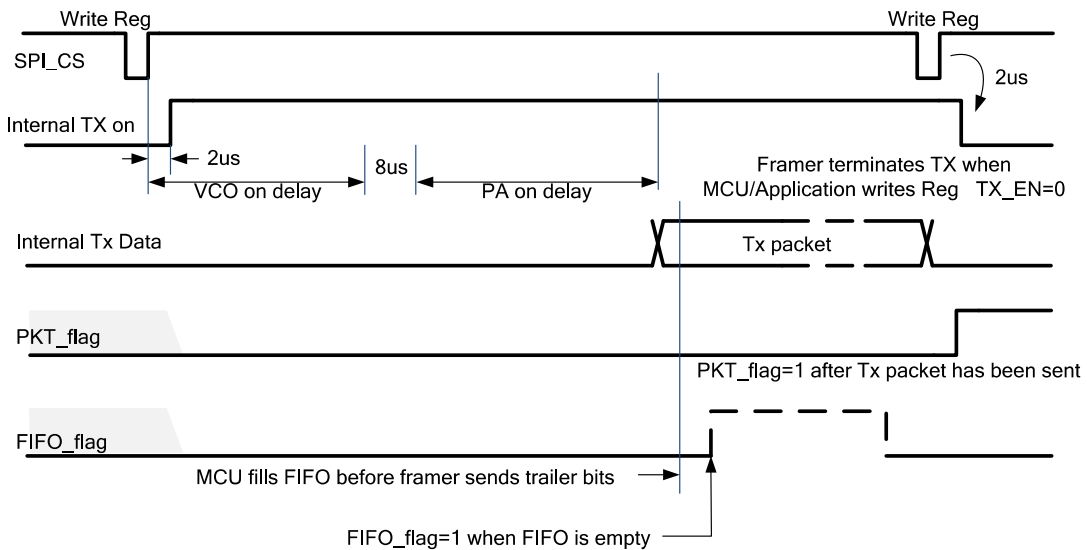 Write Reg
Write Reg
SPI_CS
2us
Internal TX on
2us
8us
Framer terminates TX when
VCO on delay
PA on delay
MCU/Application writes Reg TX_EN=0
Internal Tx Data
Tx packet
PKT_flag
PKT_flag=1 after Tx packet has been sent
FIFO_flag
MCU fills FIFO before framer sends trailer bits
FIFO_flag=1 when FIFO is empty